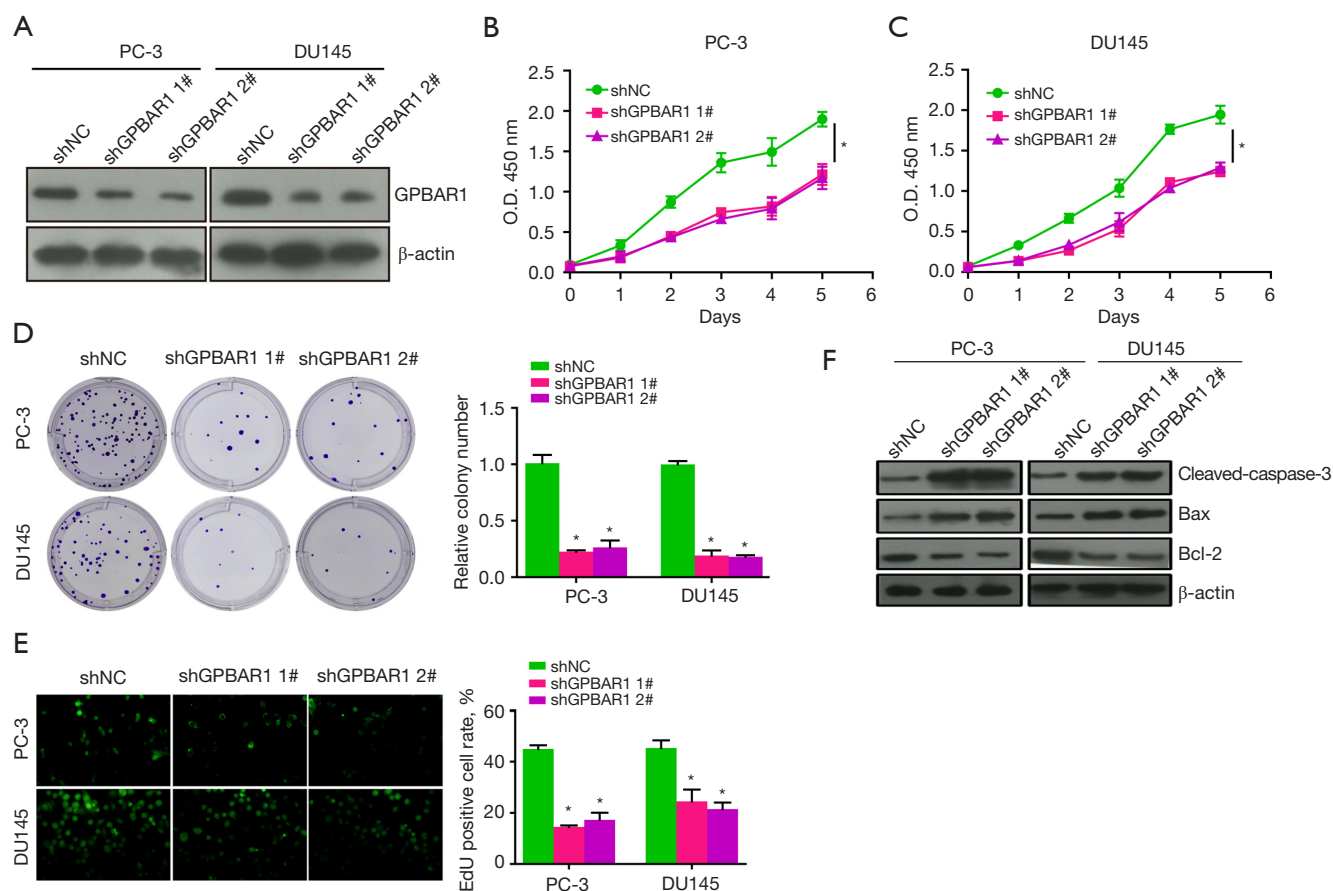 A
PC-3
DU145
shNC
shGPBAR1 1#
shGPBAR1 2#
shNC
shGPBAR1 1#
shGPBAR1 2#
GPBAR1
β-actin
B
PC-3
shNC
shGPBAR1 1#
shGPBAR1 2#
O.D. 450 nm
2.5
2.0
1.5
1.0
0.5
0.0
*
0 1 2 3 4 5 6
Days
C
DU145
shNC
shGPBAR1 1#
shGPBAR1 2#
O.D. 450 nm
2.5
2.0
1.5
1.0
0.5
0.0
*
0 1 2 3 4 5 6
Days
D
shNC shGPBAR1 1# shGPBAR1 2#
PC-3
DU145
shNC
shGPBAR1 1#
shGPBAR1 2#
Relative colony number
1.5
1.0
0.5
0.0
* * * *
PC-3 DU145
E
shNC shGPBAR1 1# shGPBAR1 2#
PC-3
DU145
shNC
shGPBAR1 1#
shGPBAR1 2#
EdU positive cell rate, %
60
40
20
0
* * * *
PC-3 DU145
F
PC-3
DU145
shNC
shGPBAR1 1#
shGPBAR1 2#
shNC
shGPBAR1 1#
shGPBAR1 2#
Cleaved-caspase-3
Bax
Bcl-2
β-actin